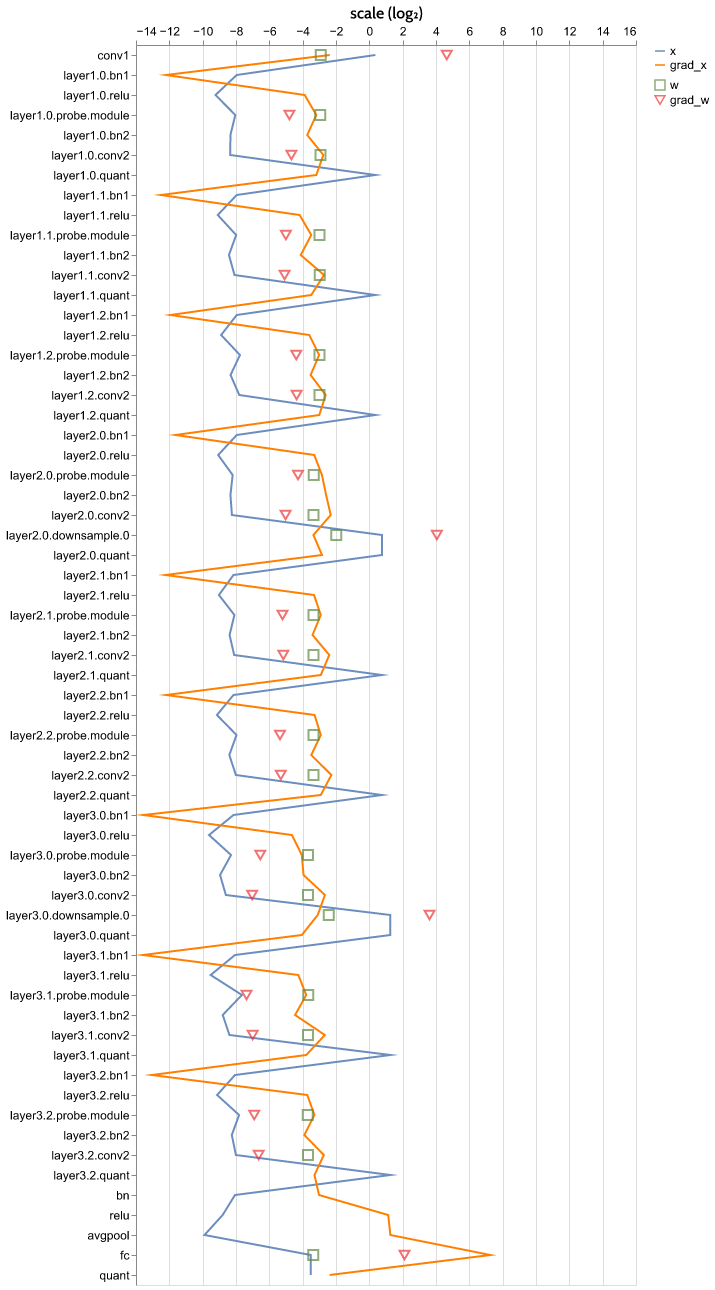 scale (log₂)
−14 −12 −10 −8 −6 −4 −2 0 2 4 6 8 10 12 14 16
x
grad_x
w
grad_w
conv1
layer1.0.bn1
layer1.0.relu
layer1.0.probe.module
layer1.0.bn2
layer1.0.conv2
layer1.0.quant
layer1.1.bn1
layer1.1.relu
layer1.1.probe.module
layer1.1.bn2
layer1.1.conv2
layer1.1.quant
layer1.2.bn1
layer1.2.relu
layer1.2.probe.module
layer1.2.bn2
layer1.2.conv2
layer1.2.quant
layer2.0.bn1
layer2.0.relu
layer2.0.probe.module
layer2.0.bn2
layer2.0.conv2
layer2.0.downsample.0
layer2.0.quant
layer2.1.bn1
layer2.1.relu
layer2.1.probe.module
layer2.1.bn2
layer2.1.conv2
layer2.1.quant
layer2.2.bn1
layer2.2.relu
layer2.2.probe.module
layer2.2.bn2
layer2.2.conv2
layer2.2.quant
layer3.0.bn1
layer3.0.relu
layer3.0.probe.module
layer3.0.bn2
layer3.0.conv2
layer3.0.downsample.0
layer3.0.quant
layer3.1.bn1
layer3.1.relu
layer3.1.probe.module
layer3.1.bn2
layer3.1.conv2
layer3.1.quant
layer3.2.bn1
layer3.2.relu
layer3.2.probe.module
layer3.2.bn2
layer3.2.conv2
layer3.2.quant
bn
relu
avgpool
fc
quant